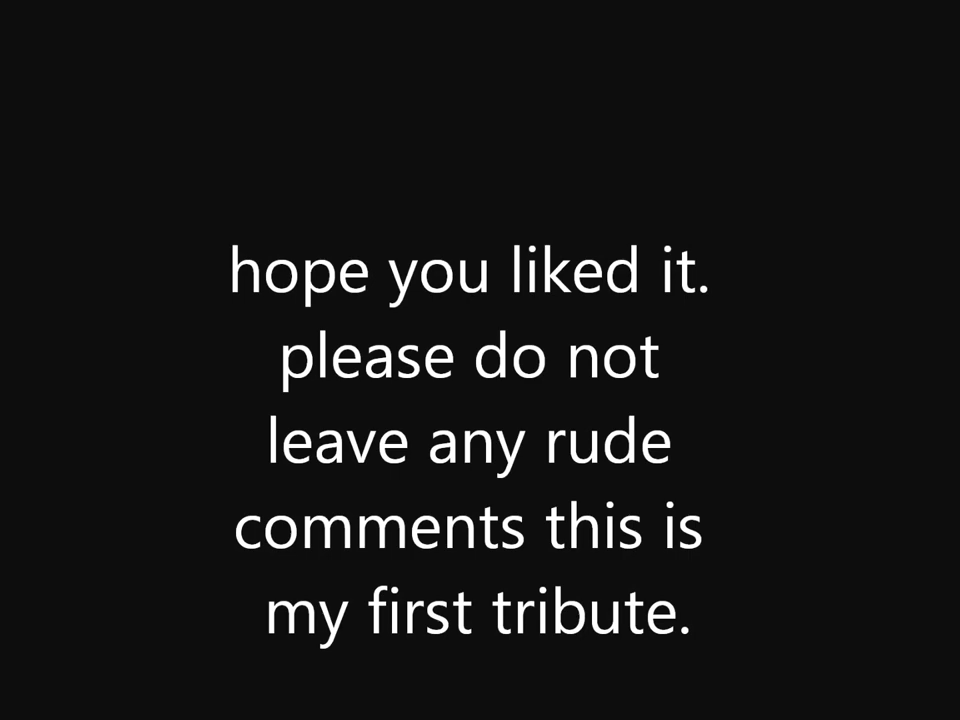 hope you liked it.
please do not
leave any rude
comments this is
my first tribute.